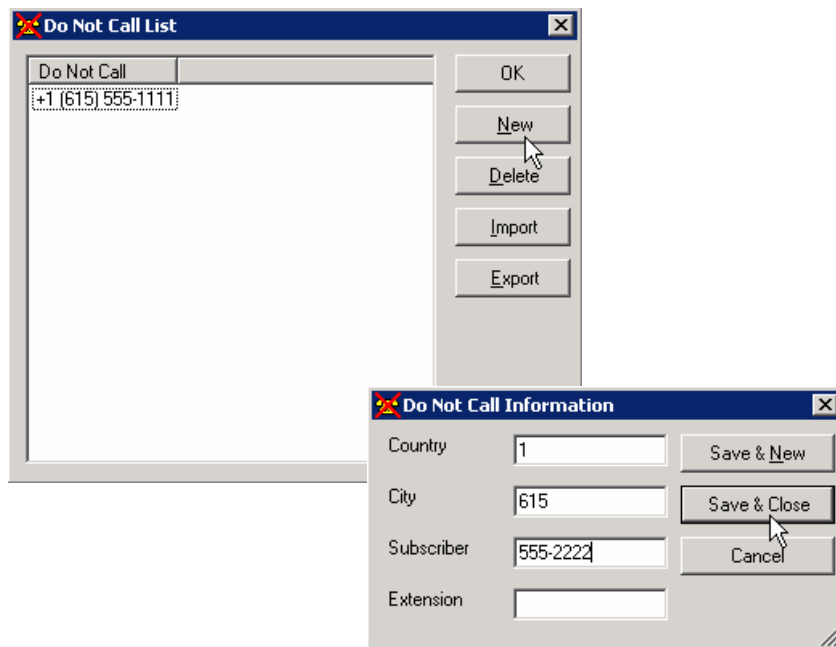 Do Not Call List
Do Not Call
+1 (615) 555-1111
OK
New
Delete
Import
Export
Do Not Call Information
Country 1
City 615
Subscriber 555-2222
Extension
Save & New
Save & Close
Cancel